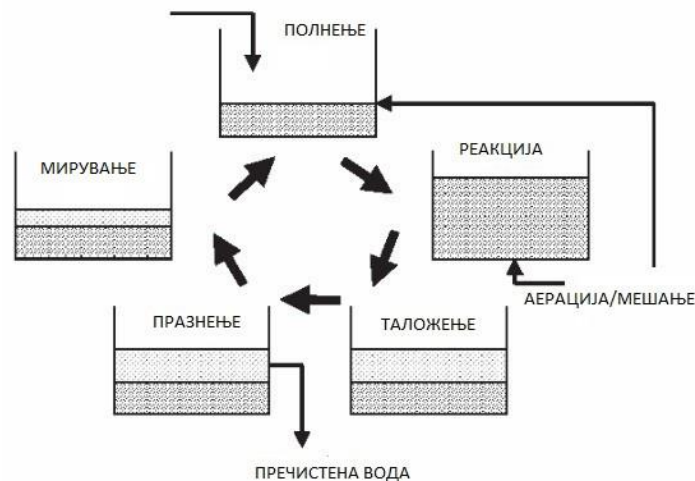 ПОЛНЕЊЕ
РЕАКЦИЈА
МИРУВАЊЕ
АЕРАЦИЈА/МЕШАЊЕ
ПРАЗНЕЊЕ
ТАЛОЖЕЊЕ
ПРЕЧИСТЕНА ВОДА